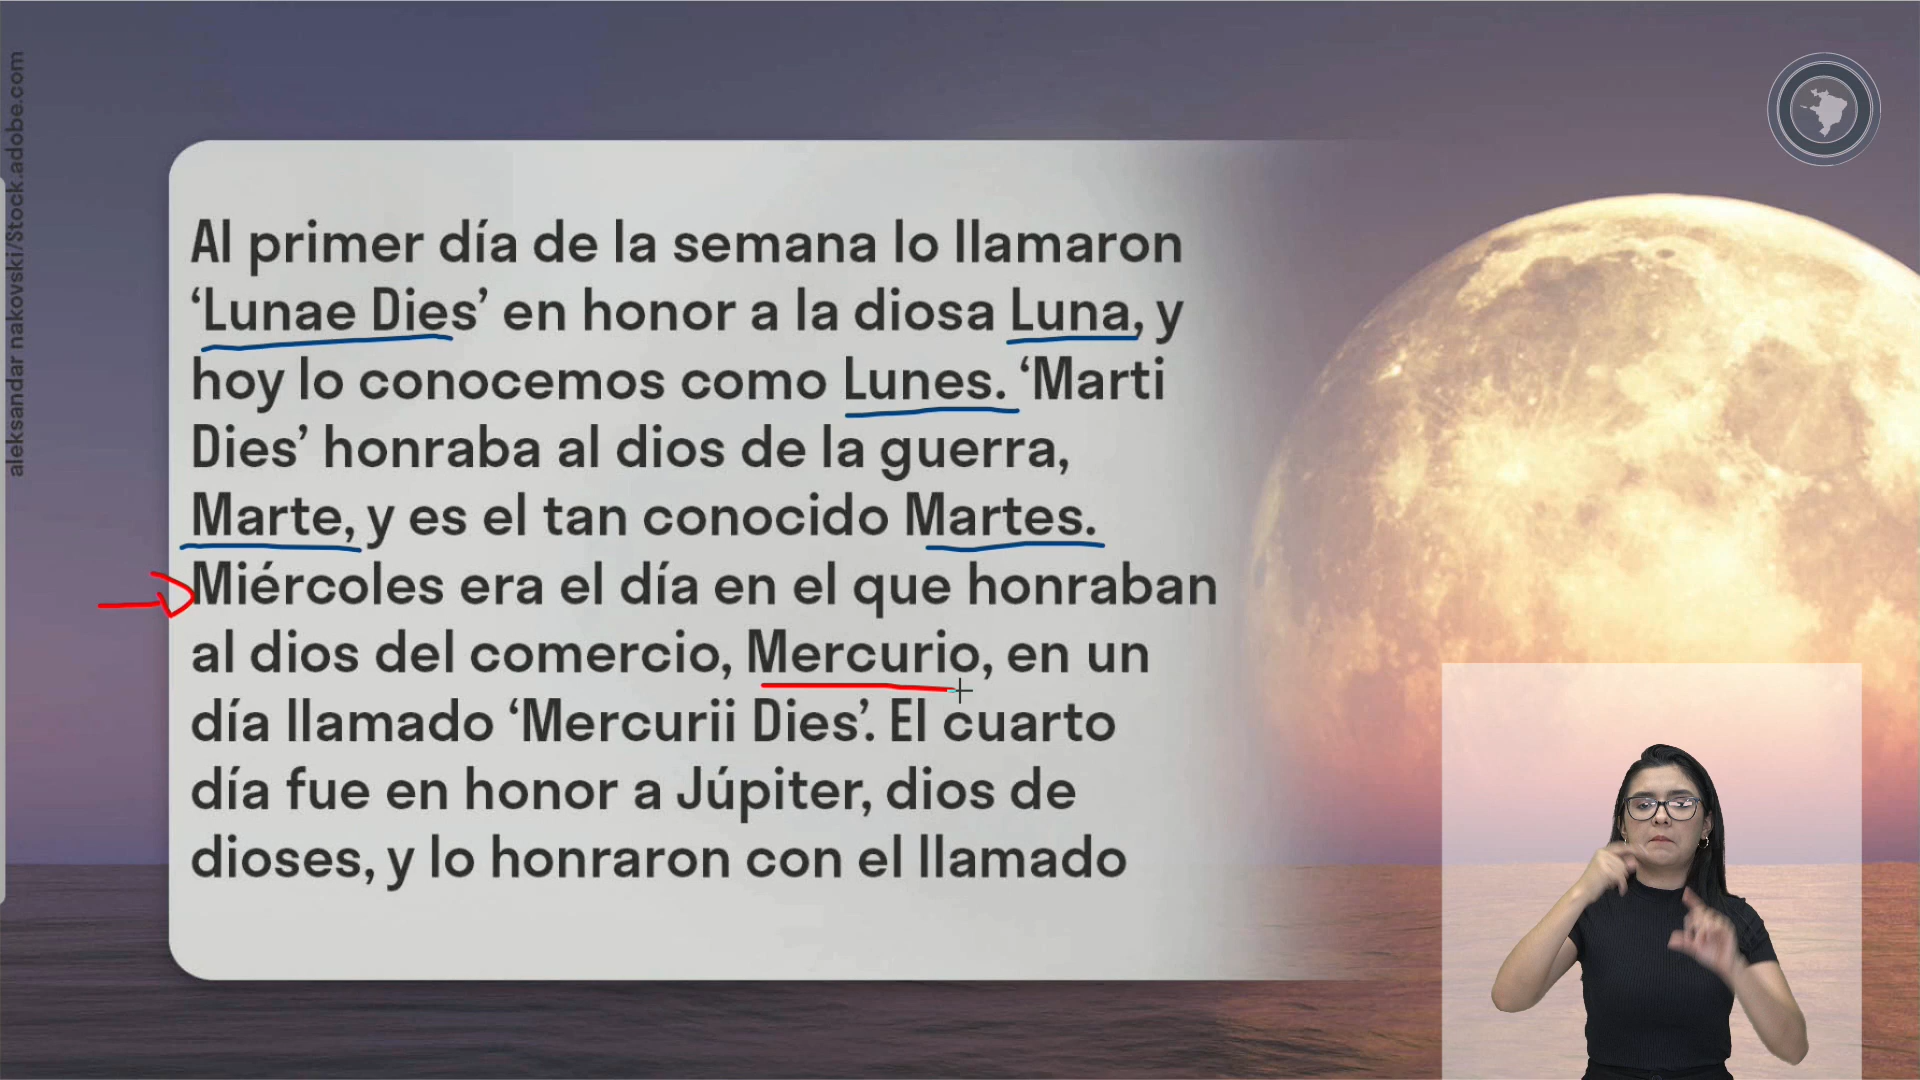 aleksandar nakovski/Stock.adobe.com
Al primer día de la semana lo llamaron
‘Lunae Dies’ en honor a la diosa Luna, y
hoy lo conocemos como Lunes. ‘Marti
Dies’ honraba al dios de la guerra,
Marte, y es el tan conocido Martes.
Miércoles era el día en el que honraban
al dios del comercio, Mercurio, en un
día llamado ‘Mercurii Dies’. El cuarto
día fue en honor a Júpiter, dios de
dioses, y lo honraron con el llamado